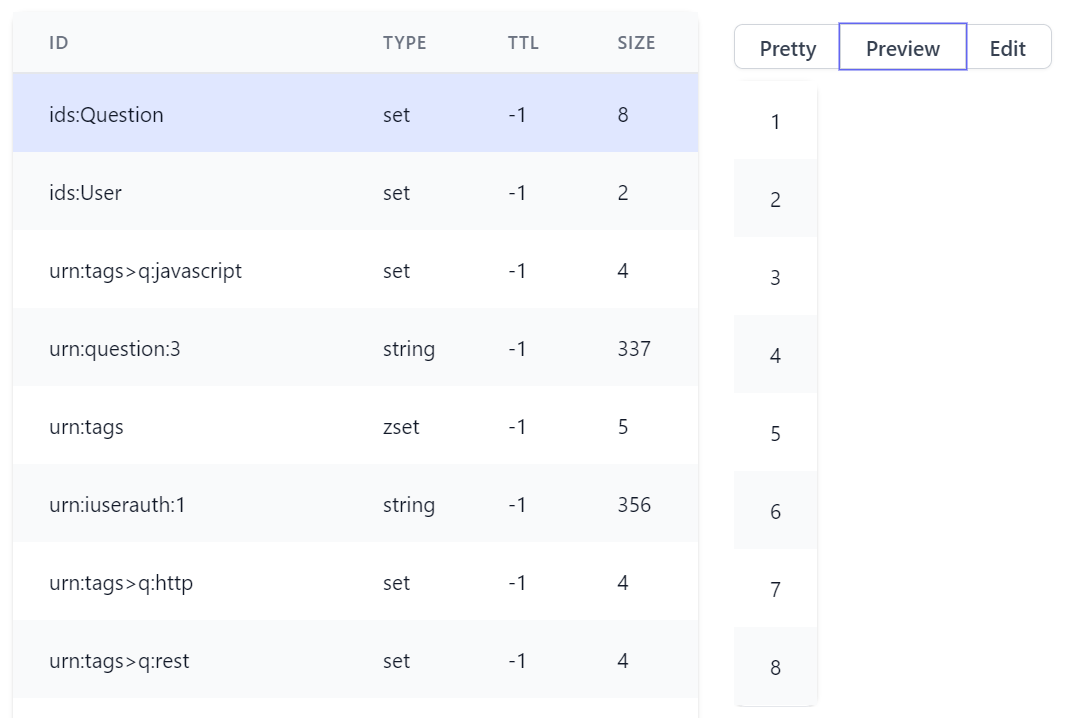 ID TYPE TTL SIZE
ids:Question set -1 8
ids:User set -1 2
urn:tags>q:javascript set -1 4
urn:question:3 string -1 337
urn:tags zset -1 5
urn:iuserauth:1 string -1 356
urn:tags>q:http set -1 4
urn:tags>q:rest set -1 4
Pretty Preview Edit
1
2
3
4
5
6
7
8